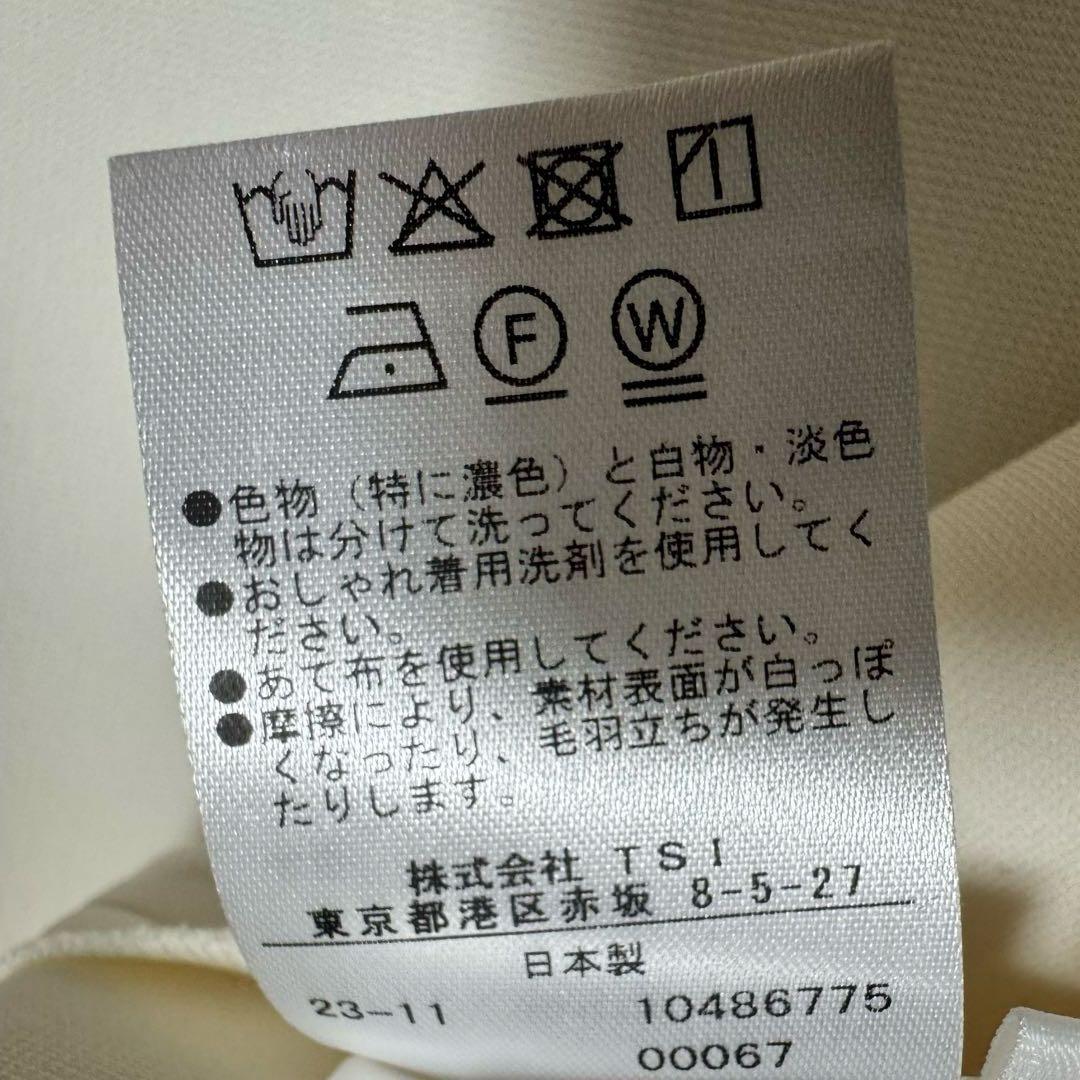 F W
●色物（特に濃色）と白物・淡色
物は分けて洗ってください。
●おしゃれ着用洗剤を使用してく
ださい。
●あて布を使用してください。
●摩擦により、素材表面が白っぽ
くなったり、毛羽立ちが発生し
たりします。
株式会社 TSI
東京都港区赤坂 8-5-27
日本製
23-11 10486775
00067